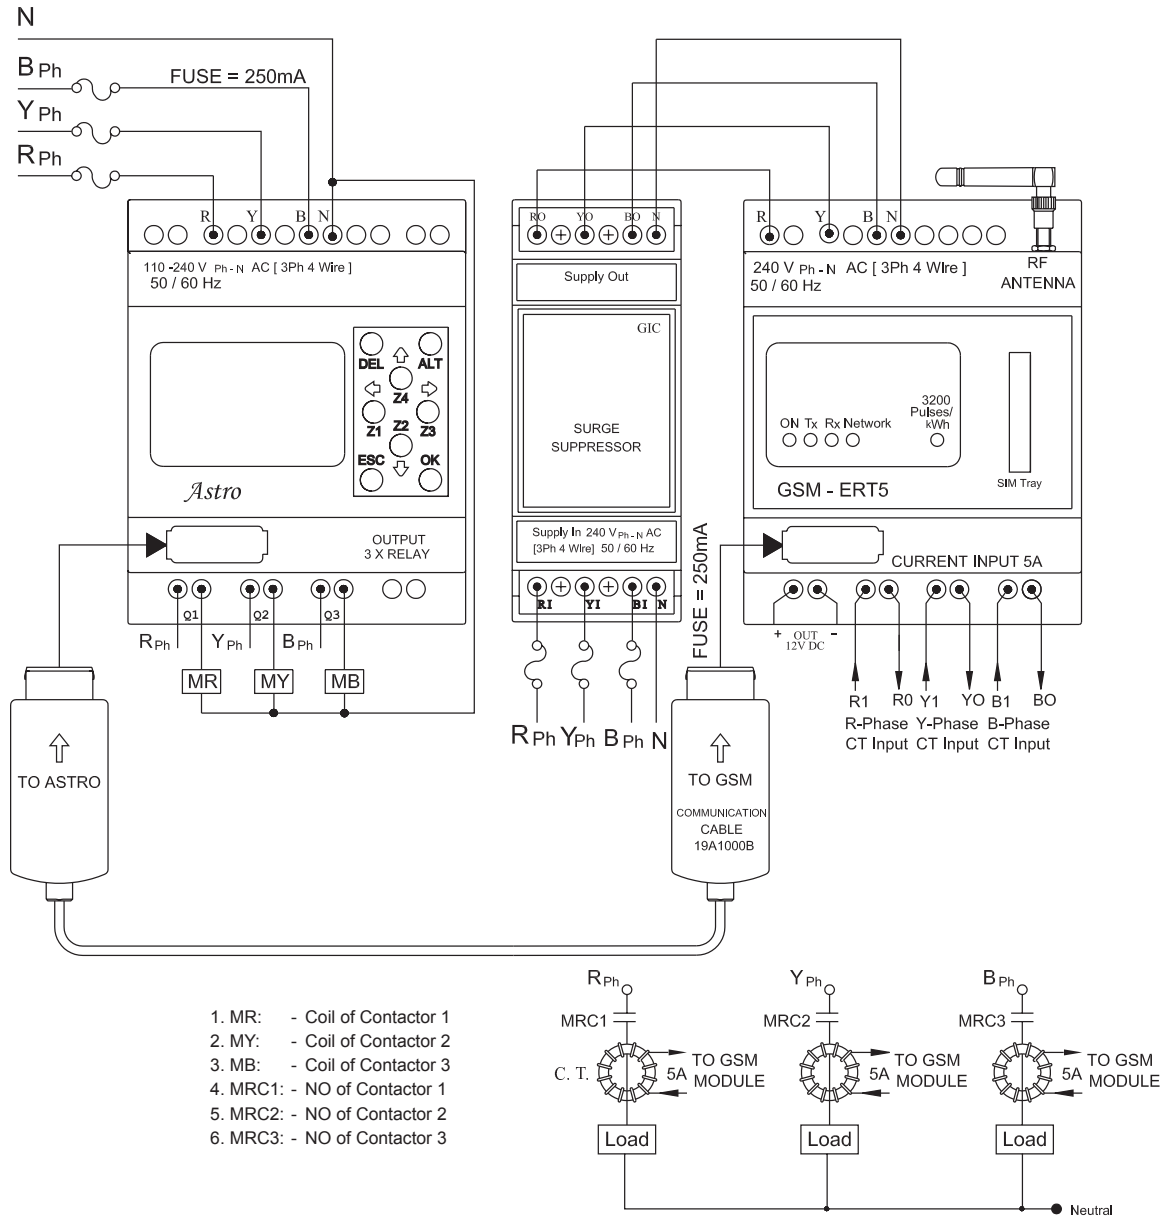 N
B Ph
FUSE = 250mA
Y Ph
R Ph
R Y B N
110 -240 V Ph - N AC [ 3Ph 4 Wire ]
50 / 60 Hz
DEL ALT
Z4
Z1 Z2 Z3
ESC OK
Astro
OUTPUT
3 X RELAY
Q1 Q2 Q3
R Ph Y Ph B Ph
MR MY MB
RO YO BO N
Supply Out
GIC
SURGE
SUPPRESSOR
Supply In 240 V Ph - N AC
[3Ph 4 Wire] 50 / 60 Hz
RI YI BI N
R Ph Y Ph B Ph N
FUSE = 250mA
R Y B N
240 V Ph - N AC [ 3Ph 4 WIre ]
50 / 60 Hz
RF
ANTENNA
3200
Pulses/
kWh
ON Tx Rx Network
SIM Tray
GSM - ERT5
CURRENT INPUT 5A
+ OUT -
12V DC
R1 R0 Y1 YO B1 BO
R-Phase Y-Phase B-Phase
CT Input CT Input CT Input
TO ASTRO
TO GSM
COMMUNICATION
CABLE
19A1000B
1. MR: - Coil of Contactor 1
2. MY: - Coil of Contactor 2
3. MB: - Coil of Contactor 3
4. MRC1: - NO of Contactor 1
5. MRC2: - NO of Contactor 2
6. MRC3: - NO of Contactor 3
R Ph Y Ph B Ph
MRC1 MRC2 MRC3
C. T. 5A TO GSM MODULE 5A TO GSM MODULE 5A TO GSM MODULE
Load Load Load
Neutral